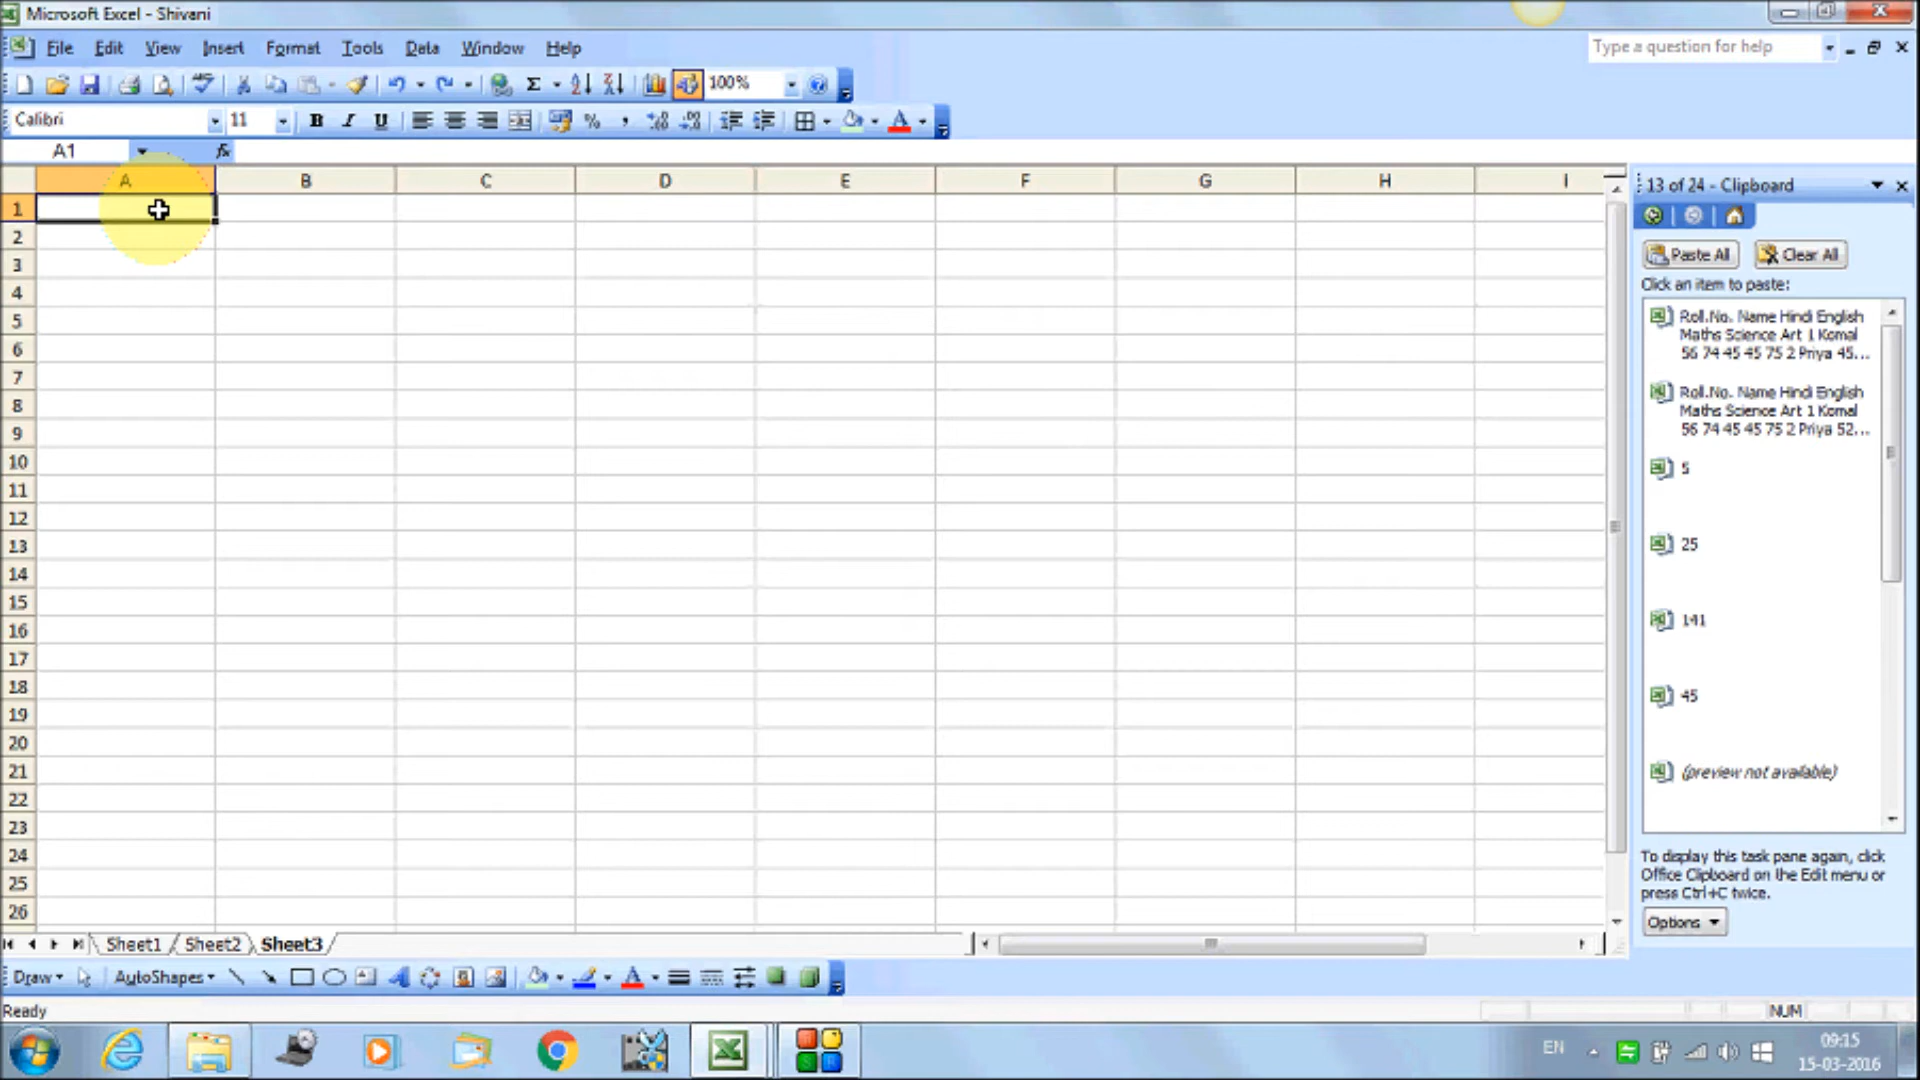 Microsoft Excel - Shivani
File Edit View Insert Format Tools Data Window Help
Type a question for help
100%
Calibri 11 B I U
A1 fx
A B C D E F G H I
1
2
3
4
5
6
7
8
9
10
11
12
13
14
15
16
17
18
19
20
21
22
23
24
25
26
13 of 24 - Clipboard
Paste All Clear All
Click an item to paste:
Roll.No. Name Hindi English
Maths Science Art 1 Komal
56 74 45 45 75 2 Priya 45...
Roll.No. Name Hindi English
Maths Science Art 1 Komal
56 74 45 45 75 2 Priya 52...
5
25
141
45
(preview not available)
To display this task pane again, click
Office Clipboard on the Edit menu or
press Ctrl+C twice.
Options
Sheet1 Sheet2 Sheet3
Draw AutoShapes
Ready
NUM
EN
09:15
15-03-2016